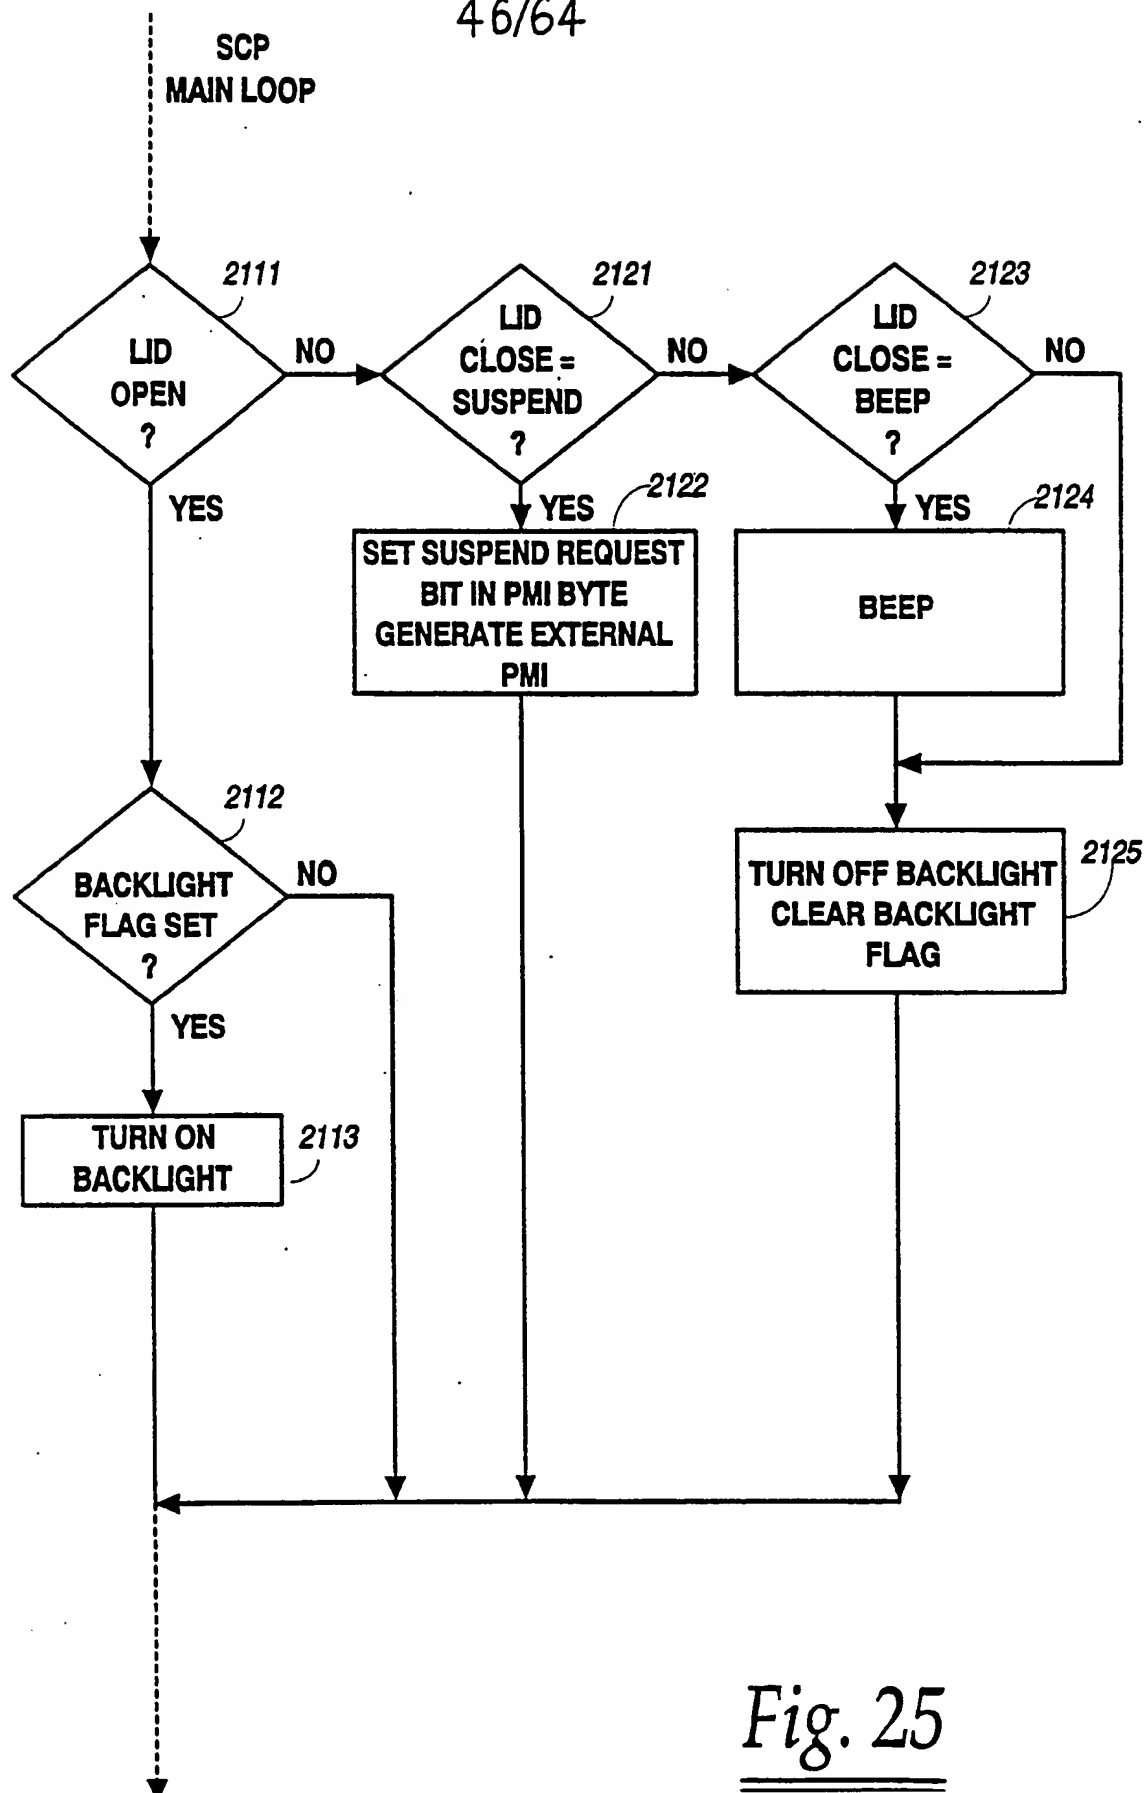 46/64
SCP
MAIN LOOP
2111
LID
OPEN
?
NO
YES
2121
LID
CLOSE =
SUSPEND
?
NO
YES
2123
LID
CLOSE =
BEEP
?
NO
YES
2122
SET SUSPEND REQUEST
BIT IN PMI BYTE
GENERATE EXTERNAL
PMI
2124
BEEP
2112
BACKLIGHT
FLAG SET
?
NO
YES
2125
TURN OFF BACKLIGHT
CLEAR BACKLIGHT
FLAG
2113
TURN ON
BACKLIGHT
Fig. 25